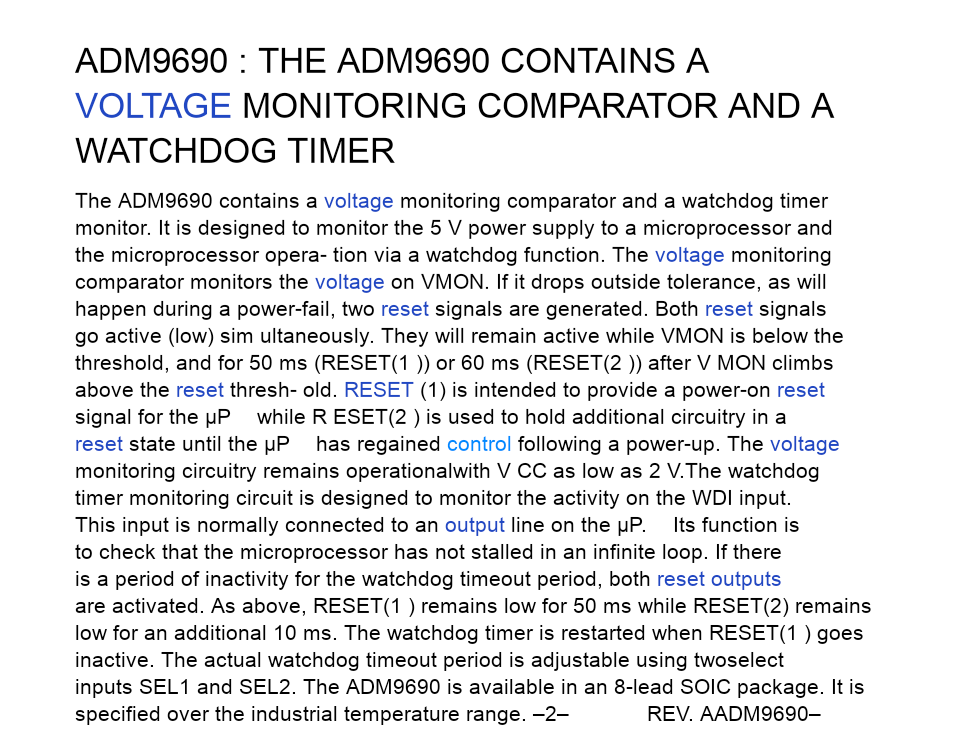 ADM9690 : THE ADM9690 CONTAINS A
VOLTAGE MONITORING COMPARATOR AND A
WATCHDOG TIMER
The ADM9690 contains a voltage monitoring comparator and a watchdog timer
monitor. It is designed to monitor the 5 V power supply to a microprocessor and
the microprocessor opera- tion via a watchdog function. The voltage monitoring
comparator monitors the voltage on VMON. If it drops outside tolerance, as will
happen during a power-fail, two reset signals are generated. Both reset signals
go active (low) sim ultaneously. They will remain active while VMON is below the
threshold, and for 50 ms (RESET(1 )) or 60 ms (RESET(2 )) after V MON climbs
above the reset thresh- old. RESET (1) is intended to provide a power-on reset
signal for the µP while R ESET(2 ) is used to hold additional circuitry in a
reset state until the µP has regained control following a power-up. The voltage
monitoring circuitry remains operationalwith V CC as low as 2 V.The watchdog
timer monitoring circuit is designed to monitor the activity on the WDI input.
This input is normally connected to an output line on the µP. Its function is
to check that the microprocessor has not stalled in an infinite loop. If there
is a period of inactivity for the watchdog timeout period, both reset outputs
are activated. As above, RESET(1 ) remains low for 50 ms while RESET(2) remains
low for an additional 10 ms. The watchdog timer is restarted when RESET(1 ) goes
inactive. The actual watchdog timeout period is adjustable using twoselect
inputs SEL1 and SEL2. The ADM9690 is available in an 8-lead SOIC package. It is
specified over the industrial temperature range. –2– REV. AADM9690–